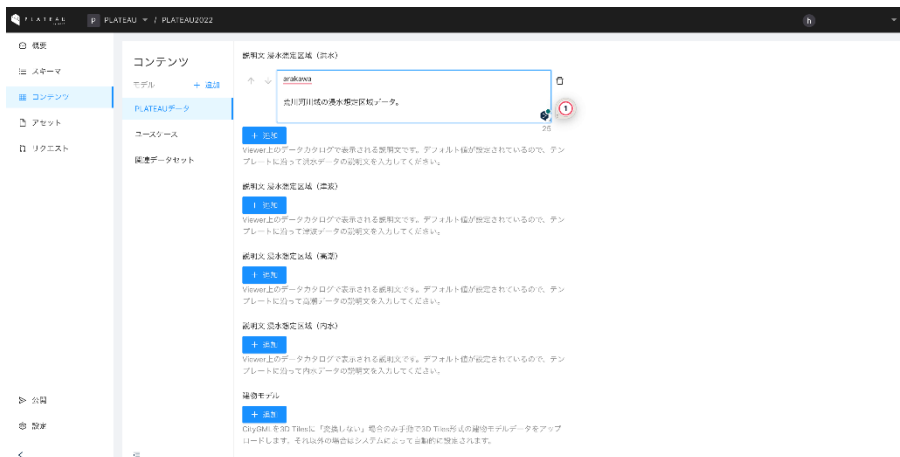 PLATEAU
P PLATEAU / PLATEAU2022
h
概要
スキーマ
コンテンツ
アセット
リクエスト
公開
設定
コンテンツ
モデル
+ 追加
PLATEAUデータ
ユースケース
関連データセット
説明文 浸水想定区域（洪水）
arakawa
荒川河川域の浸水想定区域データ。
1
26
+ 追加
Viewer上のデータカタログで表示される説明文です。デフォルト値が設定されているので、テン
プレートに沿って洪水データの説明文を入力してください。
説明文 浸水想定区域（津波）
+ 追加
Viewer上のデータカタログで表示される説明文です。デフォルト値が設定されているので、テン
プレートに沿って津波データの説明文を入力してください。
説明文 浸水想定区域（高潮）
+ 追加
Viewer上のデータカタログで表示される説明文です。デフォルト値が設定されているので、テン
プレートに沿って高潮データの説明文を入力してください。
説明文 浸水想定区域（内水）
+ 追加
Viewer上のデータカタログで表示される説明文です。デフォルト値が設定されているので、テン
プレートに沿って内水データの説明文を入力してください。
建物モデル
+ 追加
CityGMLを3D Tilesに「変換しない」場合のみ手動で3D Tiles形式の建物モデルデータをアップ
ロードします。それ以外の場合はシステムによって自動的に設定されます。